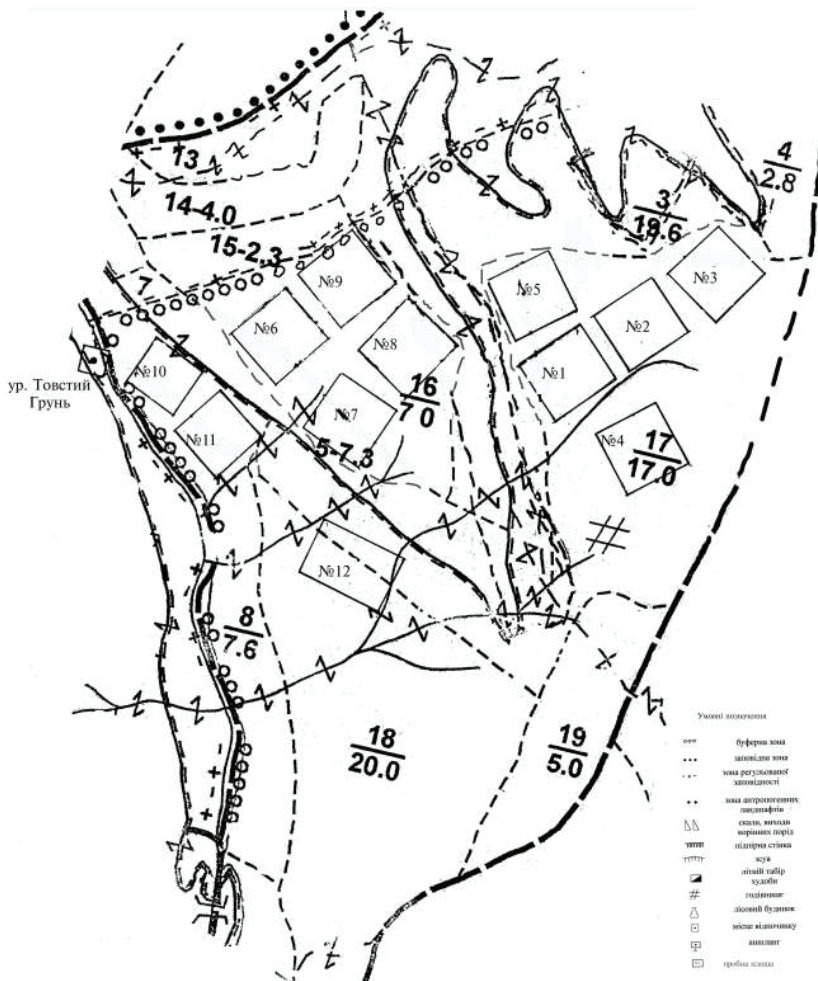 13
14-4.0
15-2.3
7
4
2.8
3
19.6
№9
№5
№3
№6
№2
№8
№10
№1
ур. Товстий
Грунь
16
7.0
№7
№11
5-7.3
№4
17
17.0
№12
8
7.6
18
20.0
19
5.0
Умовні позначення
буферна зона
заповідна зона
зона регульованої
заповідності
зона антропогенних
ландшафтів
скали, виходи
корінних порід
підпірна стінка
зсув
літній табір
худоби
годівниця
лісовий будинок
місце відпочинку
аншлаг
пробна площа